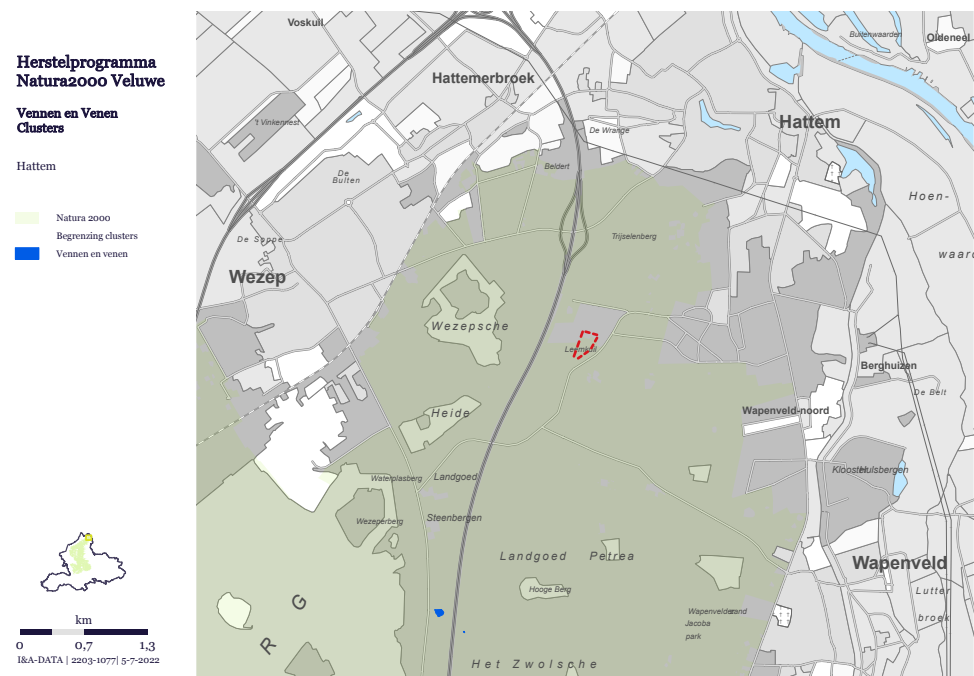 Herstelprogramma
Natura2000 Veluwe
Vennen en Venen
Clusters
Hattem
Natura 2000
Begrenzing clusters
Vennen en venen
km
0 0,7 1,3
I&A-DATA | 2203-1077| 5-7-2022
Voskuil
Hattemerbroek
't Vinkennest
De
Bulten
De Soppe
Wezep
De Wrange
Beldert
Buitenwaarden
Oldeneel
Hattem
Hoen-
waard
Trijselenberg
Wezepsche
Leemkuil
Heide
Berghuizen
De Belt
Wapenveld-noord
Klooster
Hulsbergen
Waterplasberg
Landgoed
Wezeperberg
Steenbergen
Landgoed Petrea
Hooge Berg
Wapenveld
Lutter
broek
Wapenvelder
zand
Jacoba
park
R G
Het Zwolsche